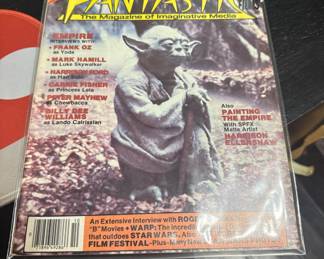 FANTASTIC
The Magazine of Imaginative Media
EMPIRE
INTERVIEWS WITH:
• FRANK OZ
as Yoda
• MARK HAMILL
as Luke Skywalker
• HARRISON FORD
as Han Solo
• CARRIE FISHER
as Princess Leia
• PETER MAYHEW
as Chewbacca
• BILLY DEE
WILLIAMS
as Lando Calrissian
Also
PAINTING
THE EMPIRE
With SPFX
Matte Artist
HARRISON
ELLENSHAW
An Extensive Interview with
"B" Movies + WARP: The
that outdoes STAR WARS,
FILM FESTIVAL-Plus-Many